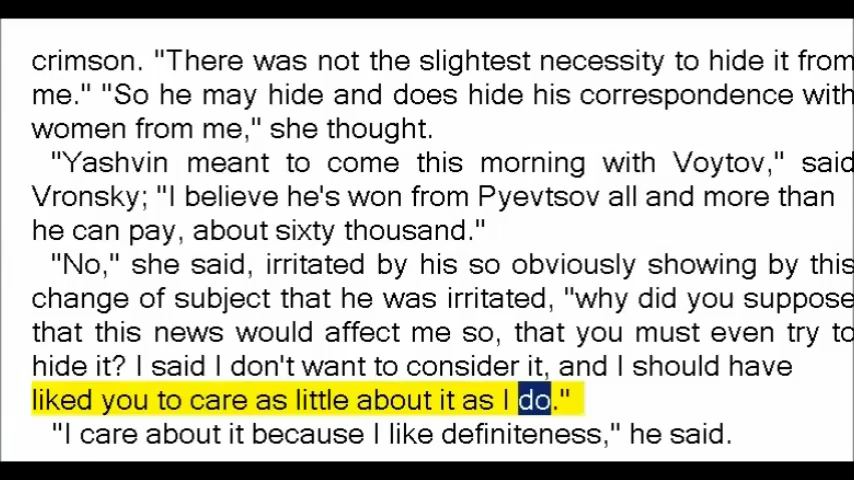 crimson. "There was not the slightest necessity to hide it from
me." "So he may hide and does hide his correspondence with
women from me," she thought.
"Yashvin meant to come this morning with Voytov," said
Vronsky; "I believe he's won from Pyevtsov all and more than
he can pay, about sixty thousand."
"No," she said, irritated by his so obviously showing by this
change of subject that he was irritated, "why did you suppose
that this news would affect me so, that you must even try to
hide it? I said I don't want to consider it, and I should have
liked you to care as little about it as I do."
"I care about it because I like definiteness," he said.